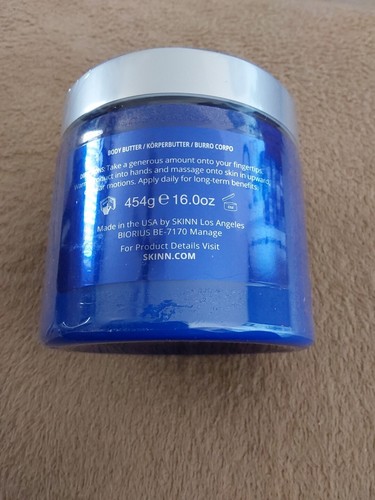 BODY BUTTER / KÖRPERBUTTER / BURRO CORPO
Take a generous amount onto your fingertips.
into hands and massage onto skin in upward,
motions. Apply daily for long-term benefits.
454g e 16.0oz
Made in the USA by SKINN Los Angeles
BIORIUS BE-7170 Manage
For Product Details Visit
SKINN.COM